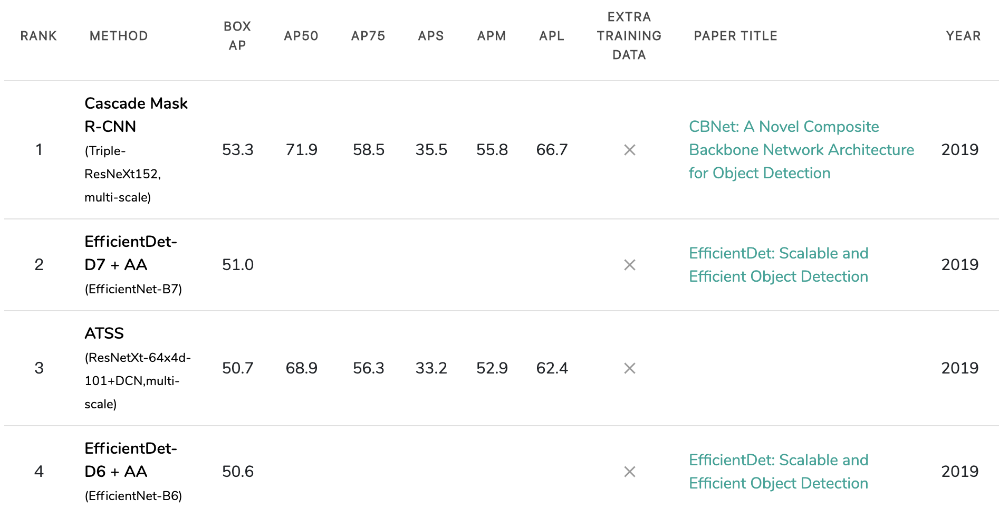 RANK METHOD BOX AP AP50 AP75 APS APM APL EXTRA TRAINING DATA PAPER TITLE YEAR
Cascade Mask
R-CNN
1 (Triple- 53.3 71.9 58.5 35.5 55.8 66.7 × CBNet: A Novel Composite
ResNeXt152, Backbone Network Architecture 2019
multi-scale) for Object Detection
EfficientDet-
2 D7 + AA 51.0 × EfficientDet: Scalable and 2019
(EfficientNet-B7) Efficient Object Detection
ATSS
(ResNetXt-64x4d-
3 101+DCN,multi- 50.7 68.9 56.3 33.2 52.9 62.4 × 2019
scale)
EfficientDet-
4 D6 + AA 50.6 × EfficientDet: Scalable and 2019
(EfficientNet-B6) Efficient Object Detection